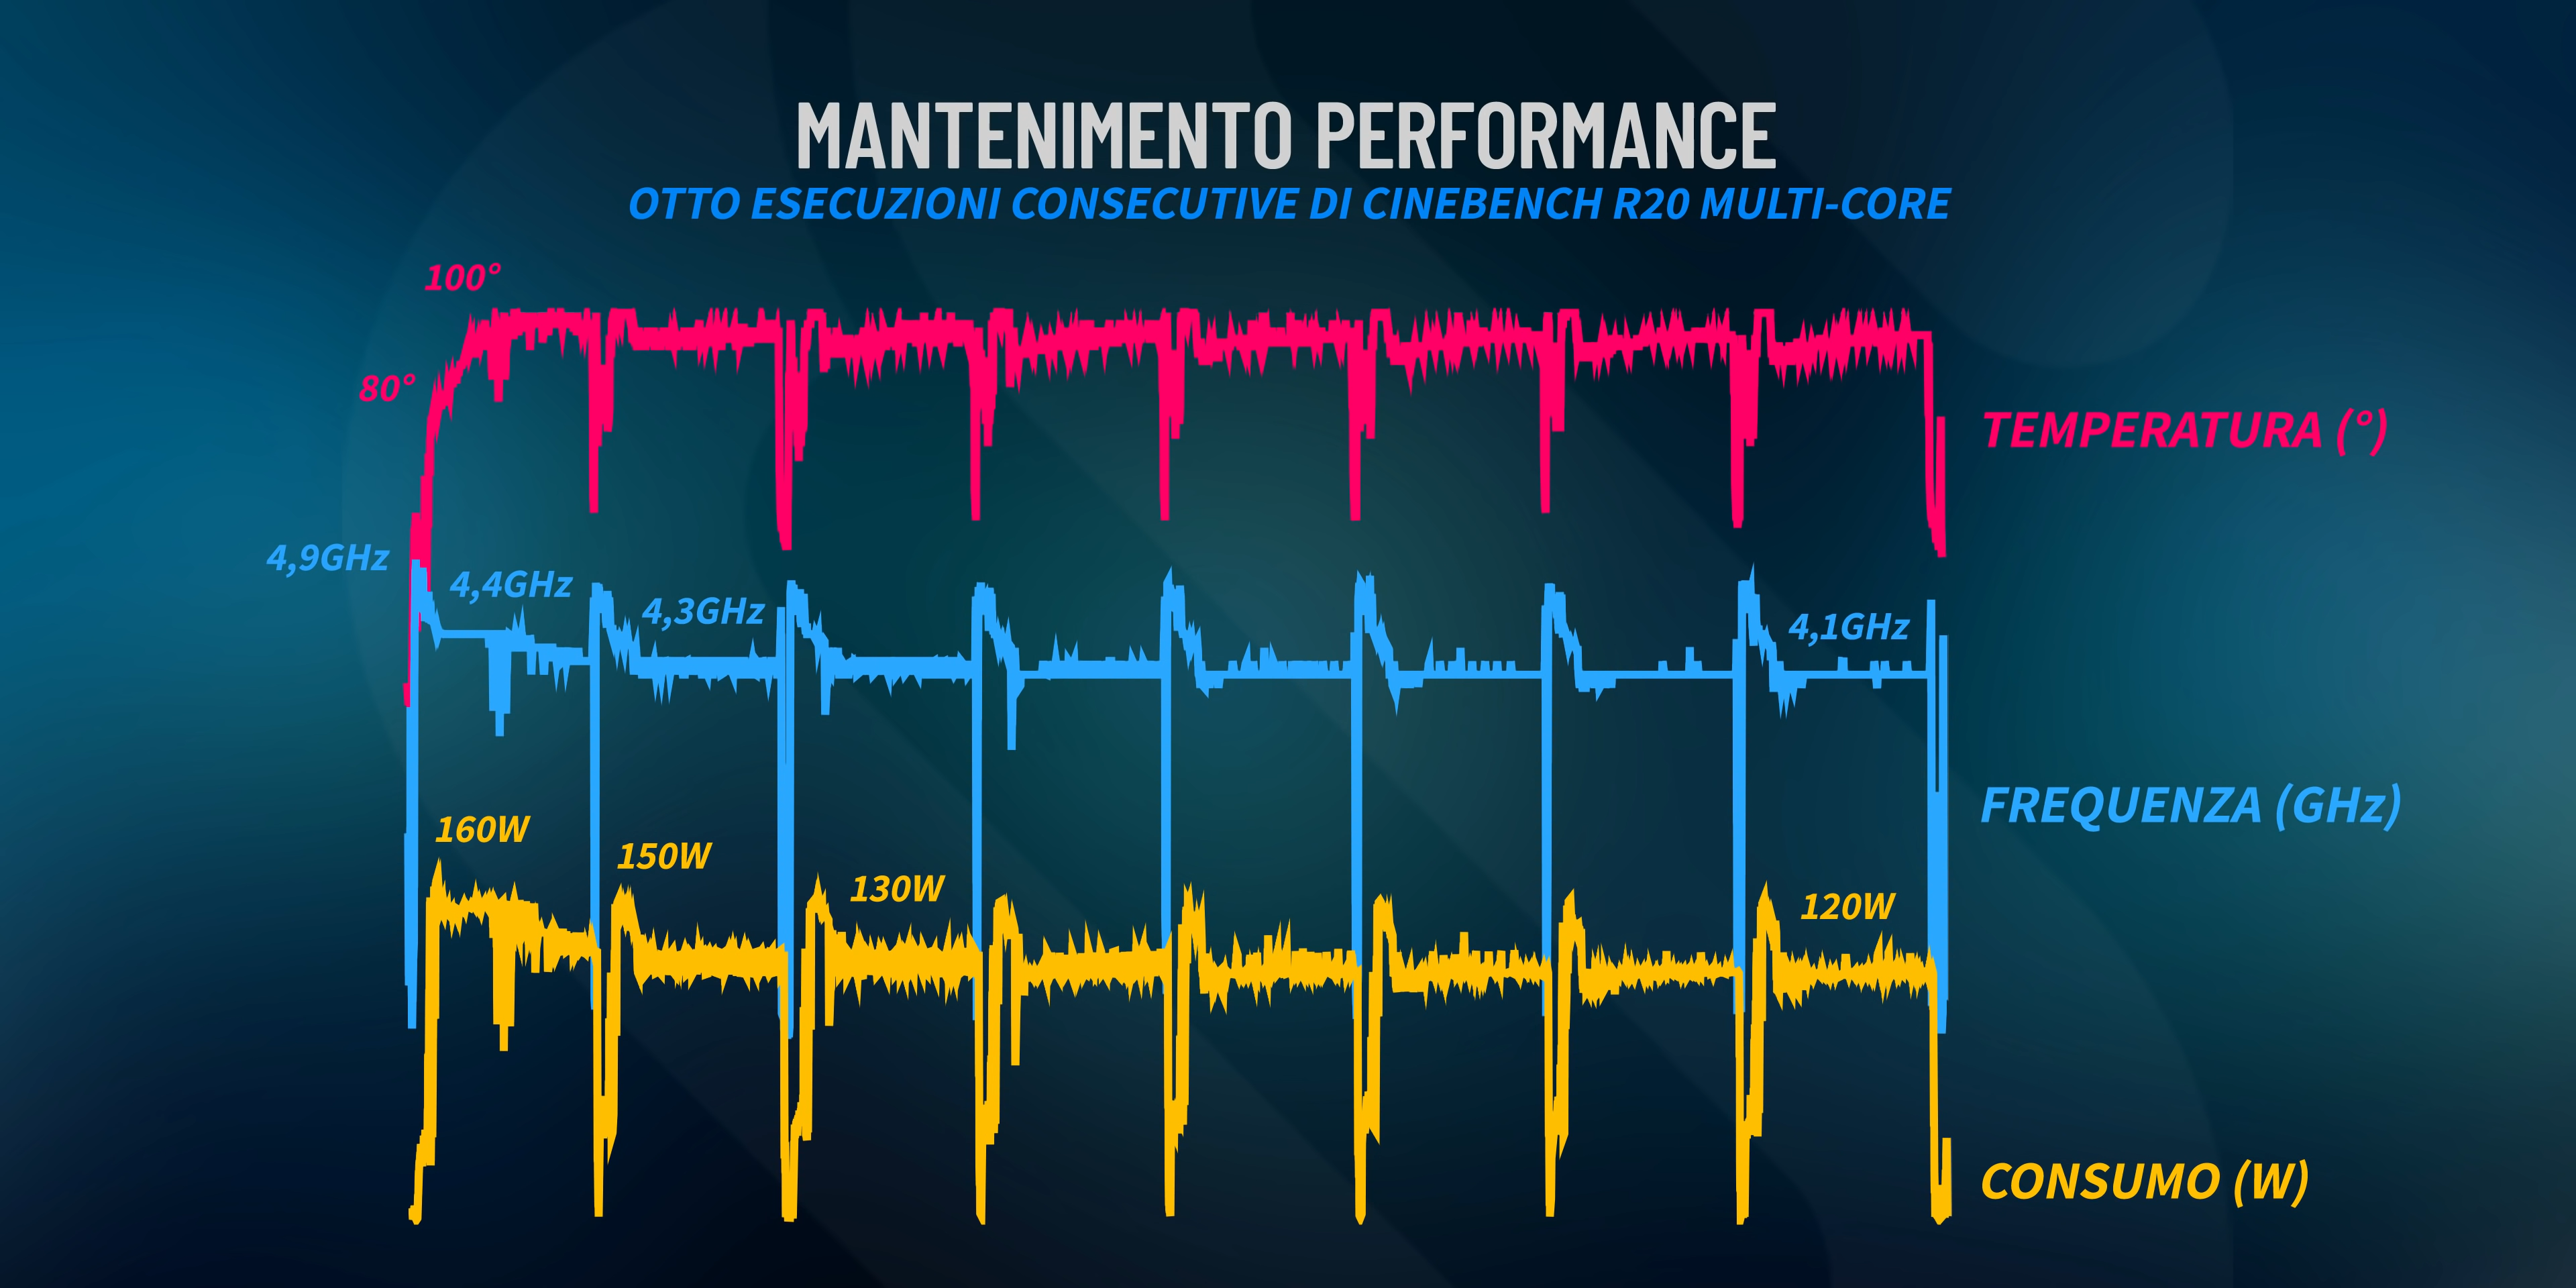 MANTENIMENTO PERFORMANCE
OTTO ESECUZIONI CONSECUTIVE DI CINEBENCH R20 MULTI-CORE
100°
80°
TEMPERATURA (°)
4,9GHz
4,4GHz
4,3GHz
4,1GHz
FREQUENZA (GHz)
160W
150W
130W
120W
CONSUMO (W)